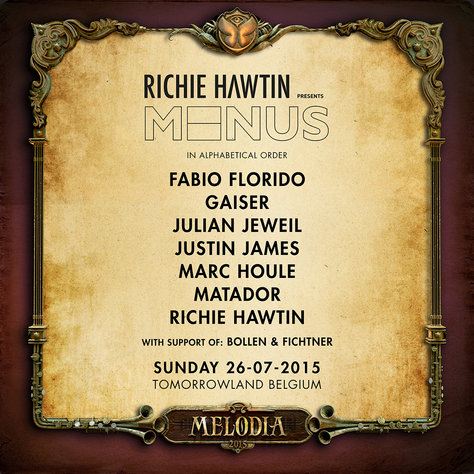 RICHIE HAWTIN PRESENTS
MINUS
IN ALPHABETICAL ORDER
FABIO FLORIDO
GAISER
JULIAN JEWEIL
JUSTIN JAMES
MARC HOULE
MATADOR
RICHIE HAWTIN
WITH SUPPORT OF: BOLLEN & FICHTNER
SUNDAY 26-07-2015
TOMORROWLAND BELGIUM
MELODIA
2015